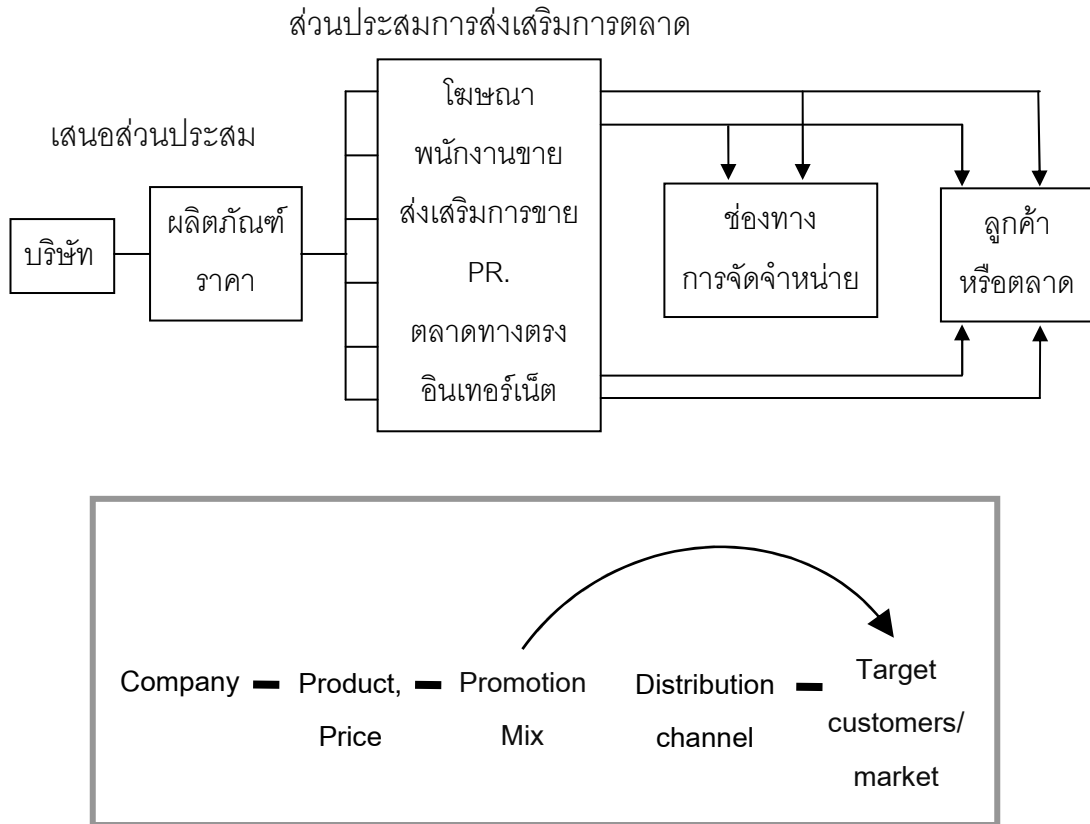 ส่วนประสมการส่งเสริมการตลาด
เสนอส่วนประสม
บริษัท
ผลิตภัณฑ์
ราคา
โฆษณา
พนักงานขาย
ส่งเสริมการขาย
PR.
ตลาดทางตรง
อินเทอร์เน็ต
ช่องทาง
การจัดจำหน่าย
ลูกค้า
หรือตลาด
Company
Product,
Price
Promotion
Mix
Distribution
channel
Target
customers/
market